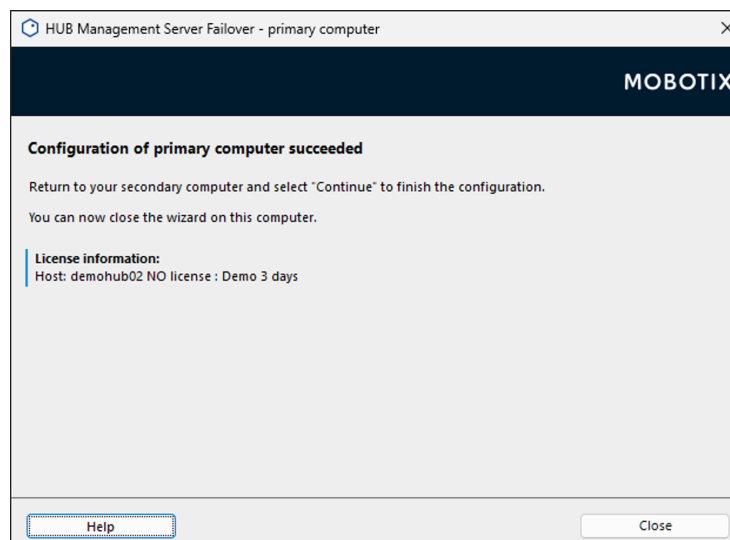 HUB Management Server Failover - primary computer
MOBOTIX
Configuration of primary computer succeeded
Return to your secondary computer and select "Continue" to finish the configuration.
You can now close the wizard on this computer.
License information:
Host: demohub02 NO license : Demo 3 days
Help
Close